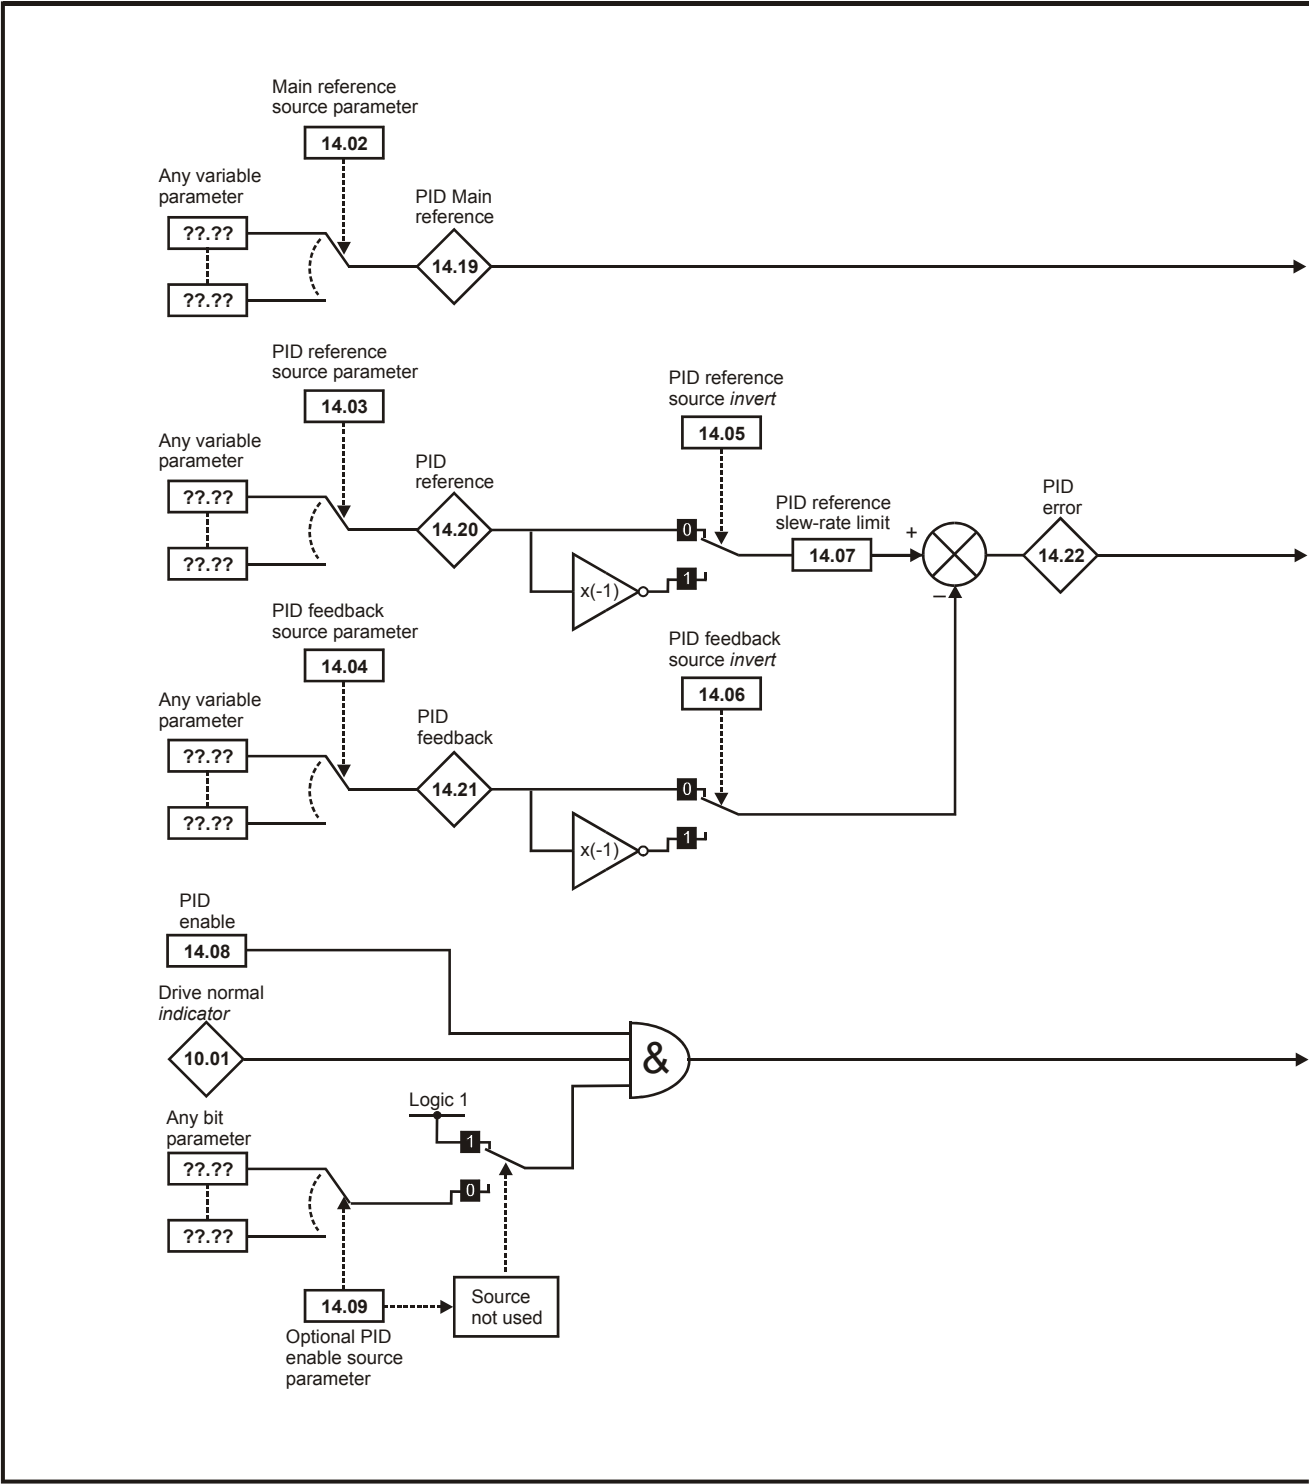 Main reference
source parameter
14.02
Any variable
parameter
??.??
??.??
PID Main
reference
14.19
PID reference
source parameter
14.03
Any variable
parameter
??.??
??.??
PID
reference
14.20
x(-1)
PID reference
source invert
14.05
0
1
PID reference
slew-rate limit
14.07
+
–
PID
error
14.22
PID feedback
source parameter
14.04
Any variable
parameter
??.??
??.??
PID
feedback
14.21
x(-1)
PID feedback
source invert
14.06
0
1
PID
enable
14.08
Drive normal
indicator
10.01
&
Logic 1
1
0
Any bit
parameter
??.??
??.??
14.09
Optional PID
enable source
parameter
Source
not used